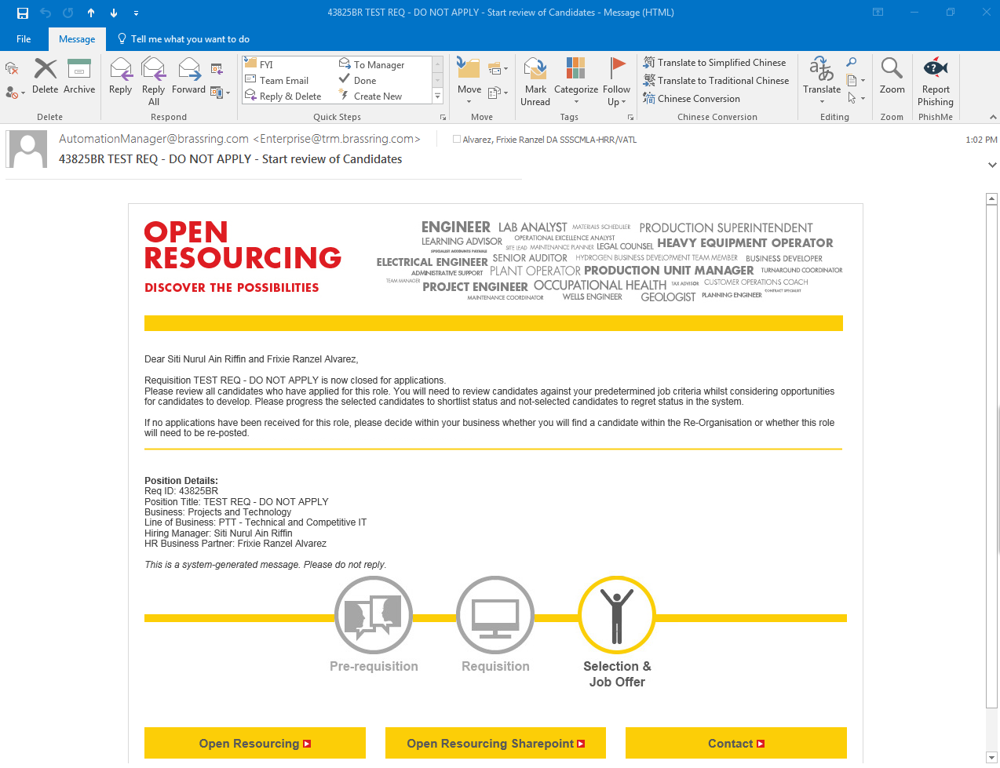 43825BR TEST REQ - DO NOT APPLY - Start review of Candidates - Message (HTML)
File
Message
Tell me what you want to do
Delete
Archive
Reply
Reply All
Forward
FYI
To Manager
Team Email
Done
Reply & Delete
Create New
Move
Mark Unread
Categorize
Follow Up
Translate to Simplified Chinese
Translate to Traditional Chinese
Chinese Conversion
Translate
Zoom
Report Phishing
Delete
Respond
Quick Steps
Move
Tags
Chinese Conversion
Editing
Zoom
PhishMe
AutomationManager@brassring.com <Enterprise@trm.brassring.com>
Alvarez, Frixie Ranzel DA SSSCMLA-HRR/VATL
1:02 PM
43825BR TEST REQ - DO NOT APPLY - Start review of Candidates
OPEN
RESOURCING
DISCOVER THE POSSIBILITIES
ENGINEER LAB ANALYST MATERIALS SCHEDULER PRODUCTION SUPERINTENDENT
LEARNING ADVISOR OPERATIONAL EXCELLENCE ANALYST
SITE LEAD MAINTENANCE PLANNER LEGAL COUNSEL HEAVY EQUIPMENT OPERATOR
SPECIALIST ACCOUNTS PAYABLE
ELECTRICAL ENGINEER SENIOR AUDITOR HYDROGEN BUSINESS DEVELOPMENT TEAM MEMBER BUSINESS DEVELOPER
ADMINISTRATIVE SUPPORT PLANT OPERATOR PRODUCTION UNIT MANAGER TURNAROUND COORDINATOR
TEAM MANAGER PROJECT ENGINEER OCCUPATIONAL HEALTH TAX ADVISOR CUSTOMER OPERATIONS COACH
MAINTENANCE COORDINATOR WELLS ENGINEER GEOLOGIST PLANNING ENGINEER CONTRACT SPECIALIST
Dear Siti Nurul Ain Riffin and Frixie Ranzel Alvarez,
Requisition TEST REQ - DO NOT APPLY is now closed for applications.
Please review all candidates who have applied for this role. You will need to review candidates against your predetermined job criteria whilst considering opportunities
for candidates to develop. Please progress the selected candidates to shortlist status and not-selected candidates to regret status in the system.
If no applications have been received for this role, please decide within your business whether you will find a candidate within the Re-Organisation or whether this role
will need to be re-posted.
Position Details:
Req ID: 43825BR
Position Title: TEST REQ - DO NOT APPLY
Business: Projects and Technology
Line of Business: PTT - Technical and Competitive IT
Hiring Manager: Siti Nurul Ain Riffin
HR Business Partner: Frixie Ranzel Alvarez
This is a system-generated message. Please do not reply.
Pre-requisition
Requisition
Selection &
Job Offer
Open Resourcing
Open Resourcing Sharepoint
Contact